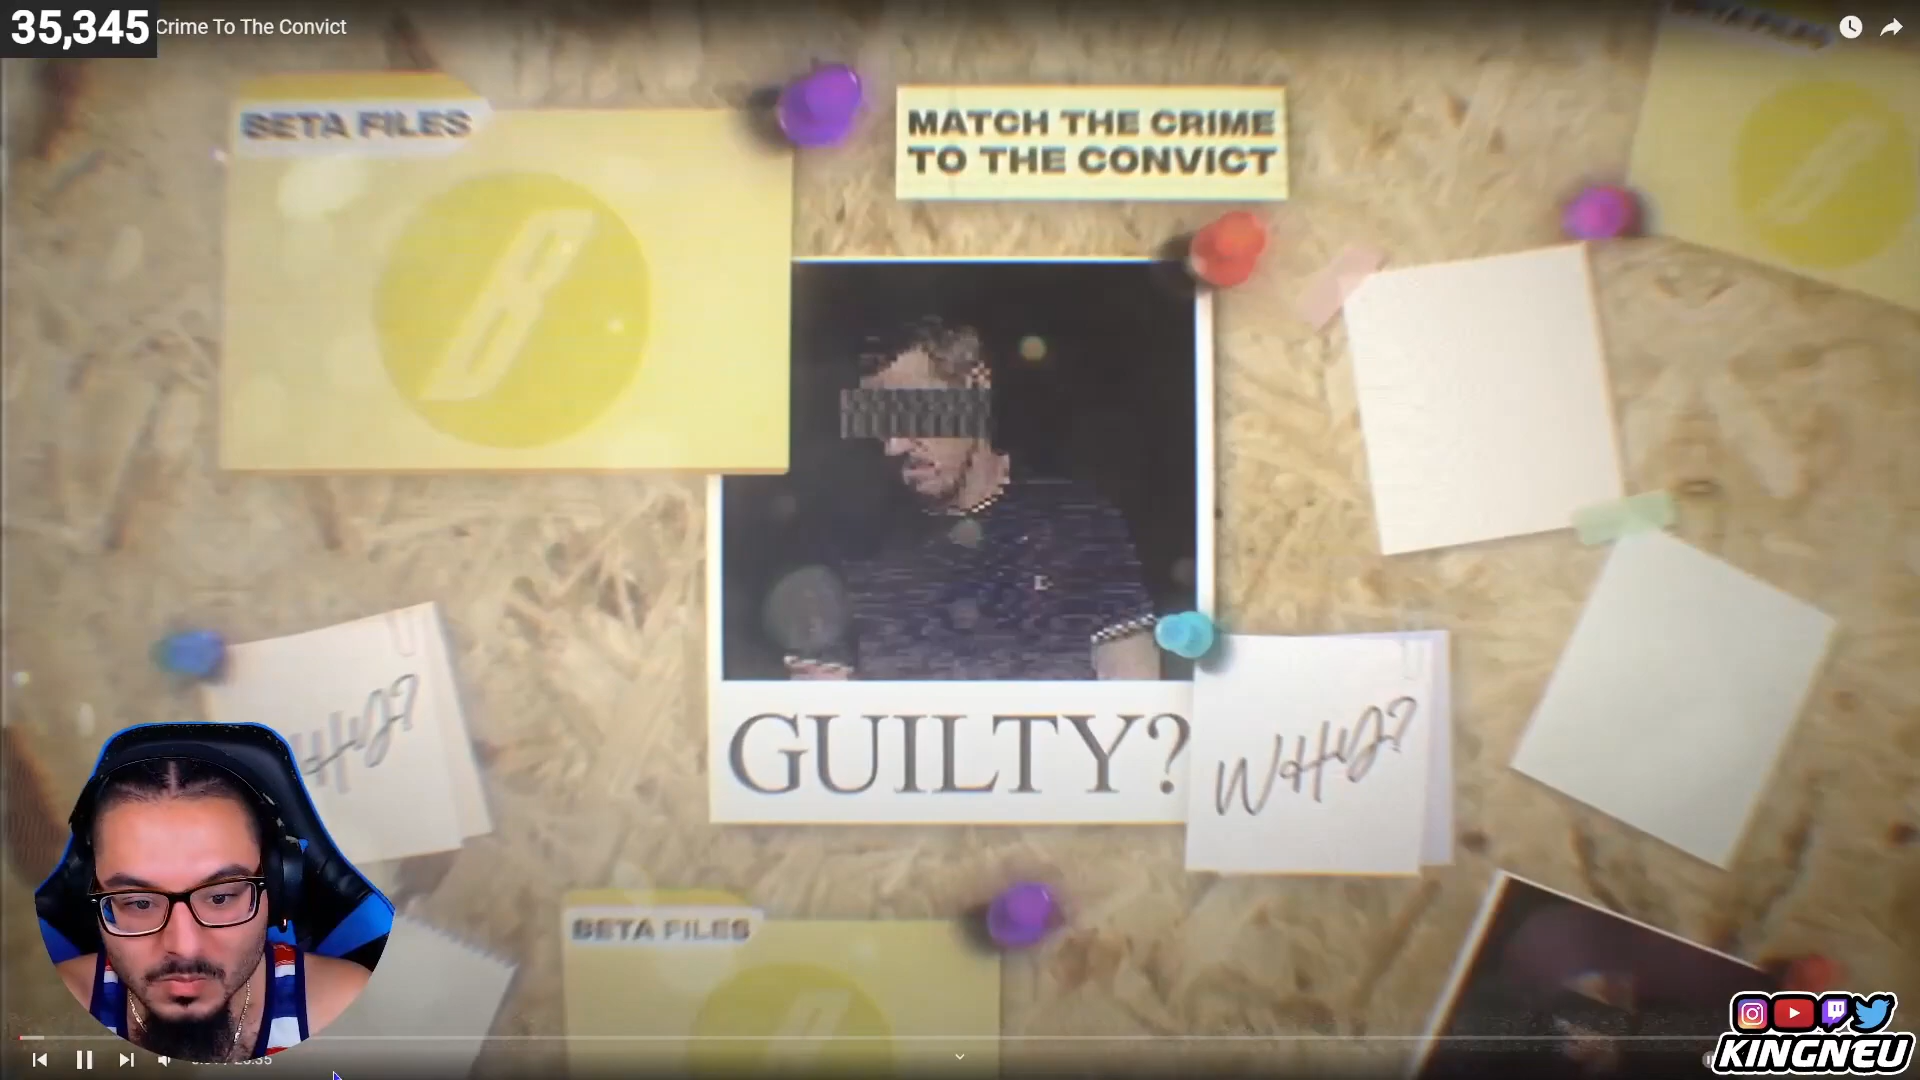 35,345
Crime To The Convict
BETA FILES
MATCH THE CRIME
TO THE CONVICT
GUILTY?
WHO?
BETA FILES
KINGNEU